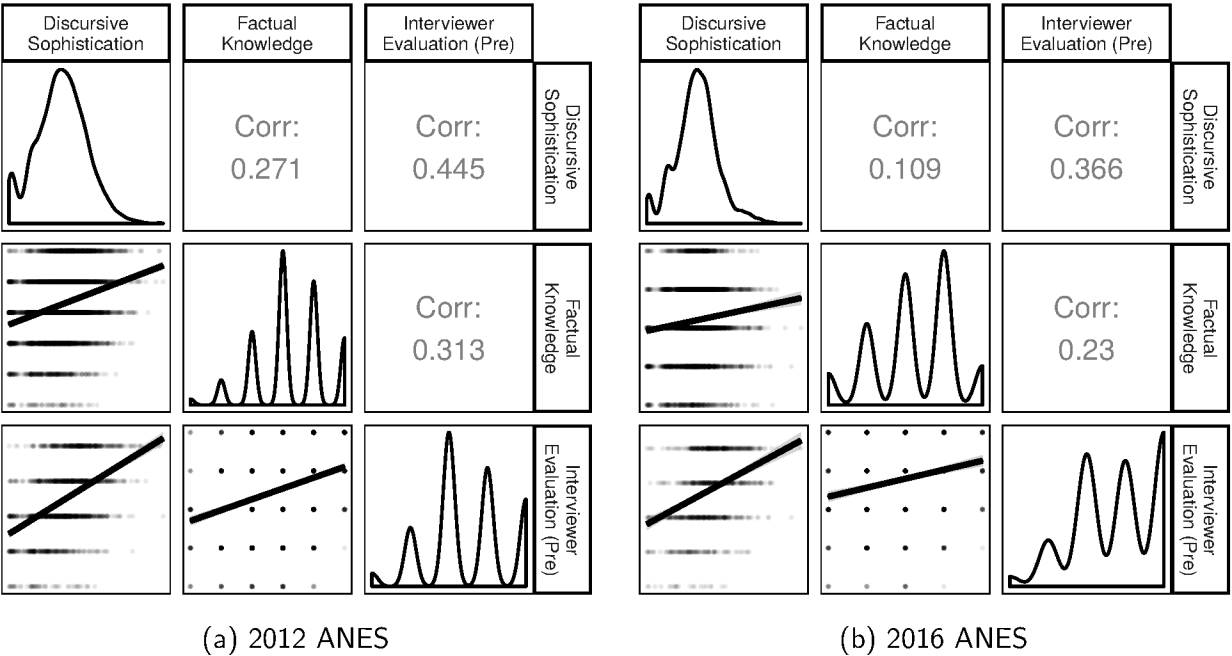 Discursive
Sophistication
Factual
Knowledge
Interviewer
Evaluation (Pre)
Corr:
0.271
Corr:
0.445
Discursive
Sophistication
Corr:
0.313
Factual
Knowledge
Interviewer
Evaluation (Pre)
(a) 2012 ANES
Discursive
Sophistication
Factual
Knowledge
Interviewer
Evaluation (Pre)
Corr:
0.109
Corr:
0.366
Discursive
Sophistication
Corr:
0.23
Factual
Knowledge
Interviewer
Evaluation (Pre)
(b) 2016 ANES